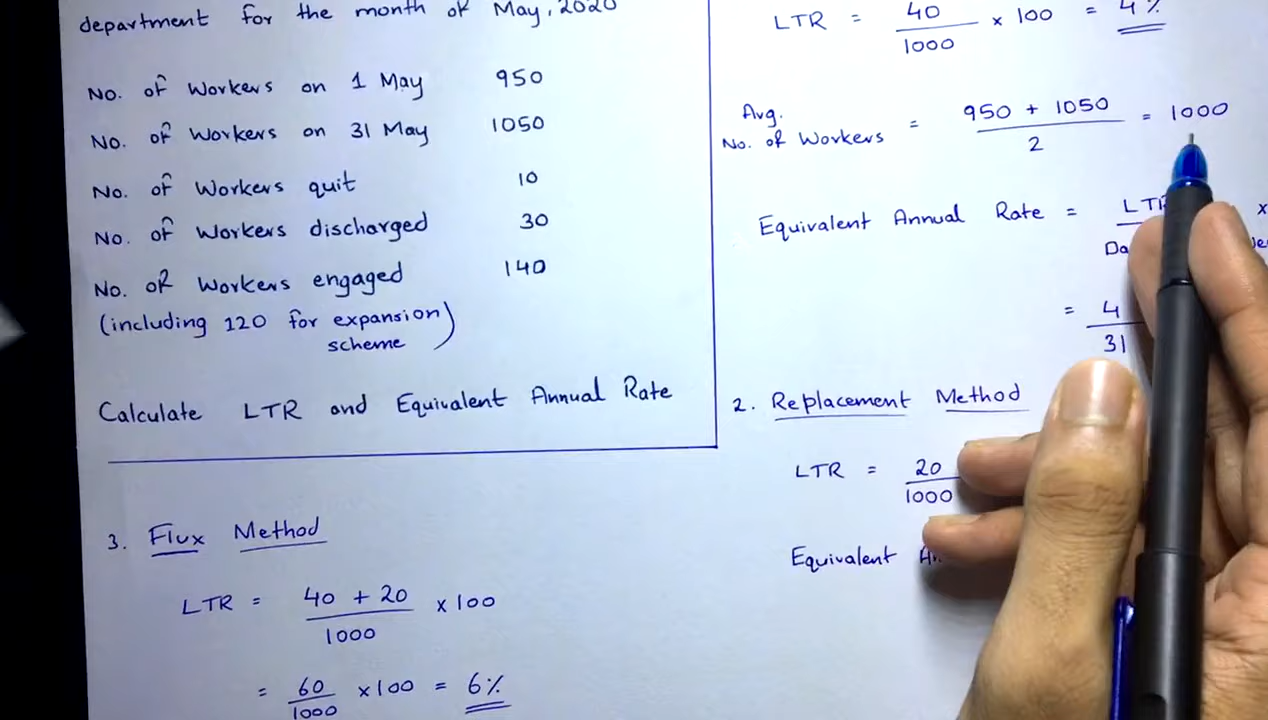 department for the month of May, 2020
No. of Workers on 1 May 950
No. of Workers on 31 May 1050
No. of Workers quit 10
No. of Workers discharged 30
No. of Workers engaged 140
(including 120 for expansion scheme)
Calculate LTR and Equivalent Annual Rate
3. Flux Method
LTR = 40 + 20 / 1000 x 100
= 60 / 1000 x 100 = 6%
LTR = 40 / 1000 x 100 = 4%
Avg. No. of Workers = 950 + 1050 / 2 = 1000
Equivalent Annual Rate = LTR x
= 4 / 31
2. Replacement Method
LTR = 20 / 1000
Equivalent